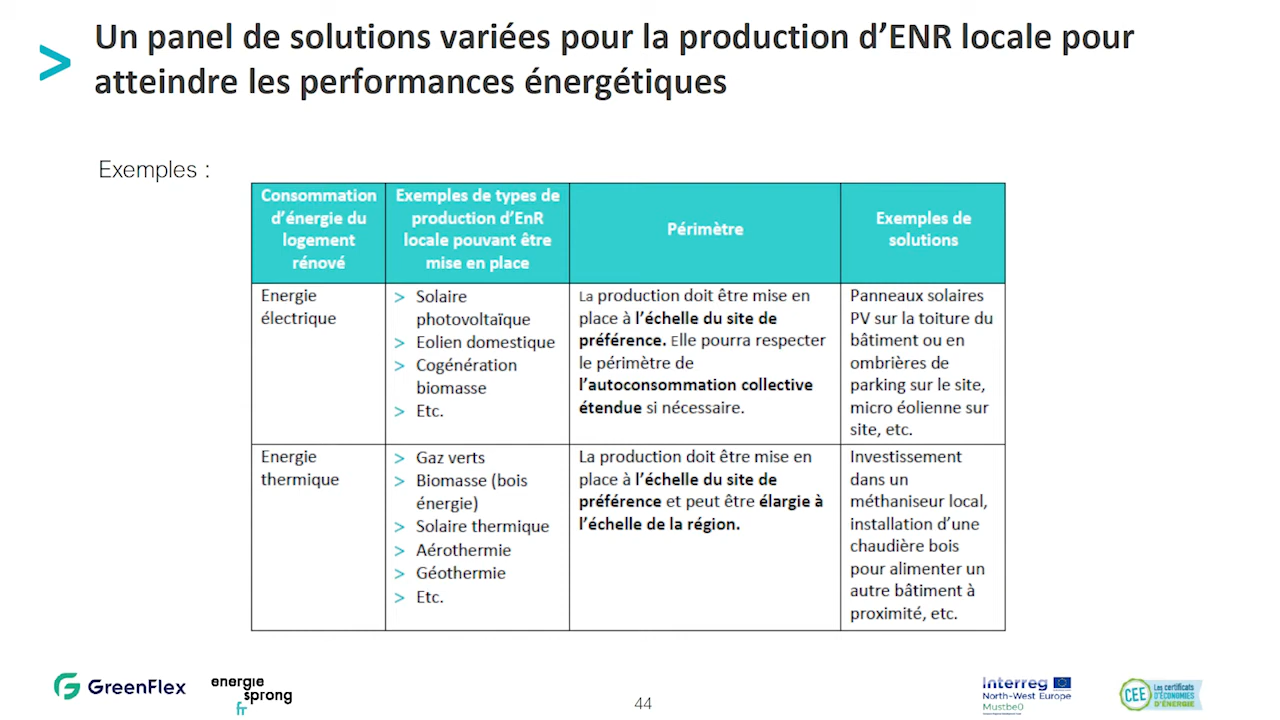 Un panel de solutions variées pour la production d'ENR locale pour
atteindre les performances énergétiques
Exemples :
Consommation
d'énergie du
logement
rénové
Exemples de types de
production d'EnR
locale pouvant être
mise en place
Périmètre
Exemples de
solutions
Energie
électrique
> Solaire
photovoltaïque
> Eolien domestique
> Cogénération
biomasse
> Etc.
La production doit être mise en
place à l'échelle du site de
préférence. Elle pourra respecter
le périmètre de
l'autoconsommation collective
étendue si nécessaire.
Panneaux solaires
PV sur la toiture du
bâtiment ou en
ombrières de
parking sur le site,
micro éolienne sur
site, etc.
Energie
thermique
> Gaz verts
> Biomasse (bois
énergie)
> Solaire thermique
> Aérothermie
> Géothermie
> Etc.
La production doit être mise en
place à l'échelle du site de
préférence et peut être élargie à
l'échelle de la région.
Investissement
dans un
méthaniseur local,
installation d'une
chaudière bois
pour alimenter un
autre bâtiment à
proximité, etc.
GreenFlex
energie
sprong
fr
44
Interreg
North-West Europe
Mustbe0
CEE
Les certificats
d'ÉCONOMIES
D'ÉNERGIE